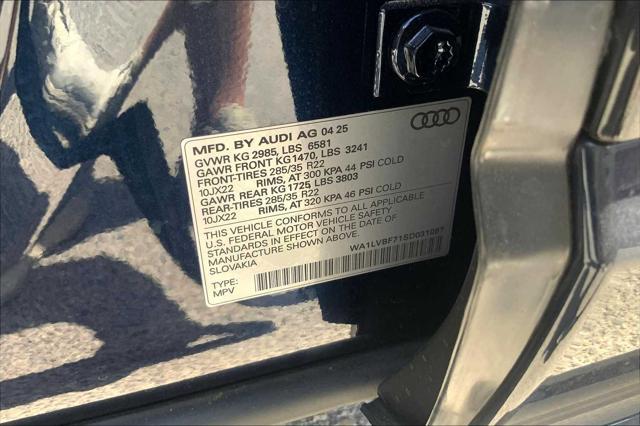 MFD. BY AUDI AG 04 25
GVWR KG 2985, LBS 6581
GAWR FRONT KG1470, LBS 3241
FRONT-TIRES 285/35 R22
10JX22 RIMS, AT 300 KPA 44 PSI COLD
GAWR REAR KG 1725 LBS 3803
REAR-TIRES 285/35 R22
10JX22 RIMS, AT 320 KPA 46 PSI COLD
THIS VEHICLE CONFORMS TO ALL APPLICABLE
U.S. FEDERAL MOTOR VEHICLE SAFETY
STANDARDS IN EFFECT ON THE DATE OF
MANUFACTURE SHOWN ABOVE.
SLOVAKIA
WA1LVBF71SD031087
TYPE:
MPV